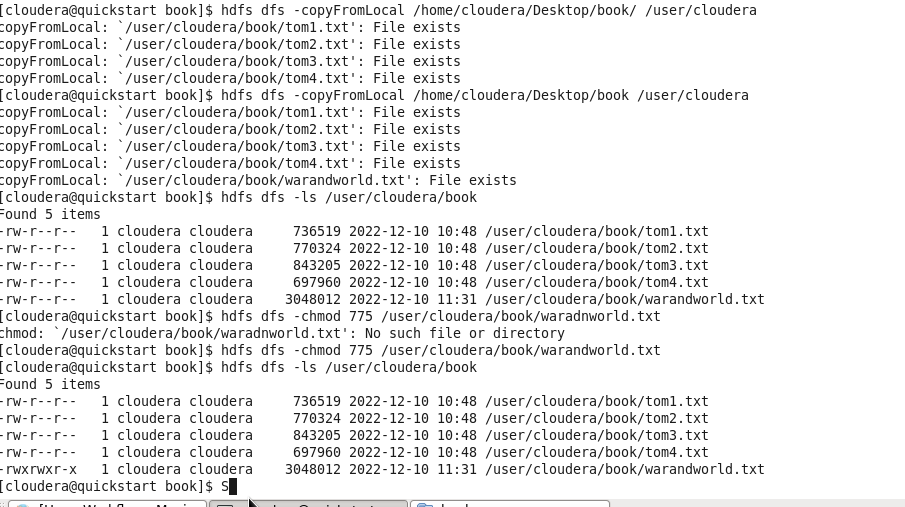 [cloudera@quickstart book]$ hdfs dfs -copyFromLocal /home/cloudera/Desktop/book/ /user/cloudera
copyFromLocal: `/user/cloudera/book/tom1.txt': File exists
copyFromLocal: `/user/cloudera/book/tom2.txt': File exists
copyFromLocal: `/user/cloudera/book/tom3.txt': File exists
copyFromLocal: `/user/cloudera/book/tom4.txt': File exists
[cloudera@quickstart book]$ hdfs dfs -copyFromLocal /home/cloudera/Desktop/book /user/cloudera
copyFromLocal: `/user/cloudera/book/tom1.txt': File exists
copyFromLocal: `/user/cloudera/book/tom2.txt': File exists
copyFromLocal: `/user/cloudera/book/tom3.txt': File exists
copyFromLocal: `/user/cloudera/book/tom4.txt': File exists
copyFromLocal: `/user/cloudera/book/warandworld.txt': File exists
[cloudera@quickstart book]$ hdfs dfs -ls /user/cloudera/book
Found 5 items
-rw-r--r--   1 cloudera cloudera     736519 2022-12-10 10:48 /user/cloudera/book/tom1.txt
-rw-r--r--   1 cloudera cloudera     770324 2022-12-10 10:48 /user/cloudera/book/tom2.txt
-rw-r--r--   1 cloudera cloudera     843205 2022-12-10 10:48 /user/cloudera/book/tom3.txt
-rw-r--r--   1 cloudera cloudera     697960 2022-12-10 10:48 /user/cloudera/book/tom4.txt
-rw-r--r--   1 cloudera cloudera    3048012 2022-12-10 11:31 /user/cloudera/book/warandworld.txt
[cloudera@quickstart book]$ hdfs dfs -chmod 775 /user/cloudera/book/waradnworld.txt
chmod: `/user/cloudera/book/waradnworld.txt': No such file or directory
[cloudera@quickstart book]$ hdfs dfs -chmod 775 /user/cloudera/book/warandworld.txt
[cloudera@quickstart book]$ hdfs dfs -ls /user/cloudera/book
Found 5 items
-rw-r--r--   1 cloudera cloudera     736519 2022-12-10 10:48 /user/cloudera/book/tom1.txt
-rw-r--r--   1 cloudera cloudera     770324 2022-12-10 10:48 /user/cloudera/book/tom2.txt
-rw-r--r--   1 cloudera cloudera     843205 2022-12-10 10:48 /user/cloudera/book/tom3.txt
-rw-r--r--   1 cloudera cloudera     697960 2022-12-10 10:48 /user/cloudera/book/tom4.txt
-rwxrwxr-x   1 cloudera cloudera    3048012 2022-12-10 11:31 /user/cloudera/book/warandworld.txt
[cloudera@quickstart book]$ S